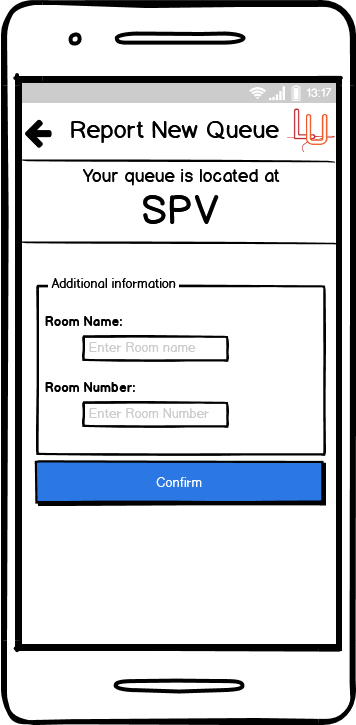 13:17
Report New Queue
LU
Your queue is located at
SPV
Additional information
Room Name:
Enter Room name
Room Number:
Enter Room Number
Confirm